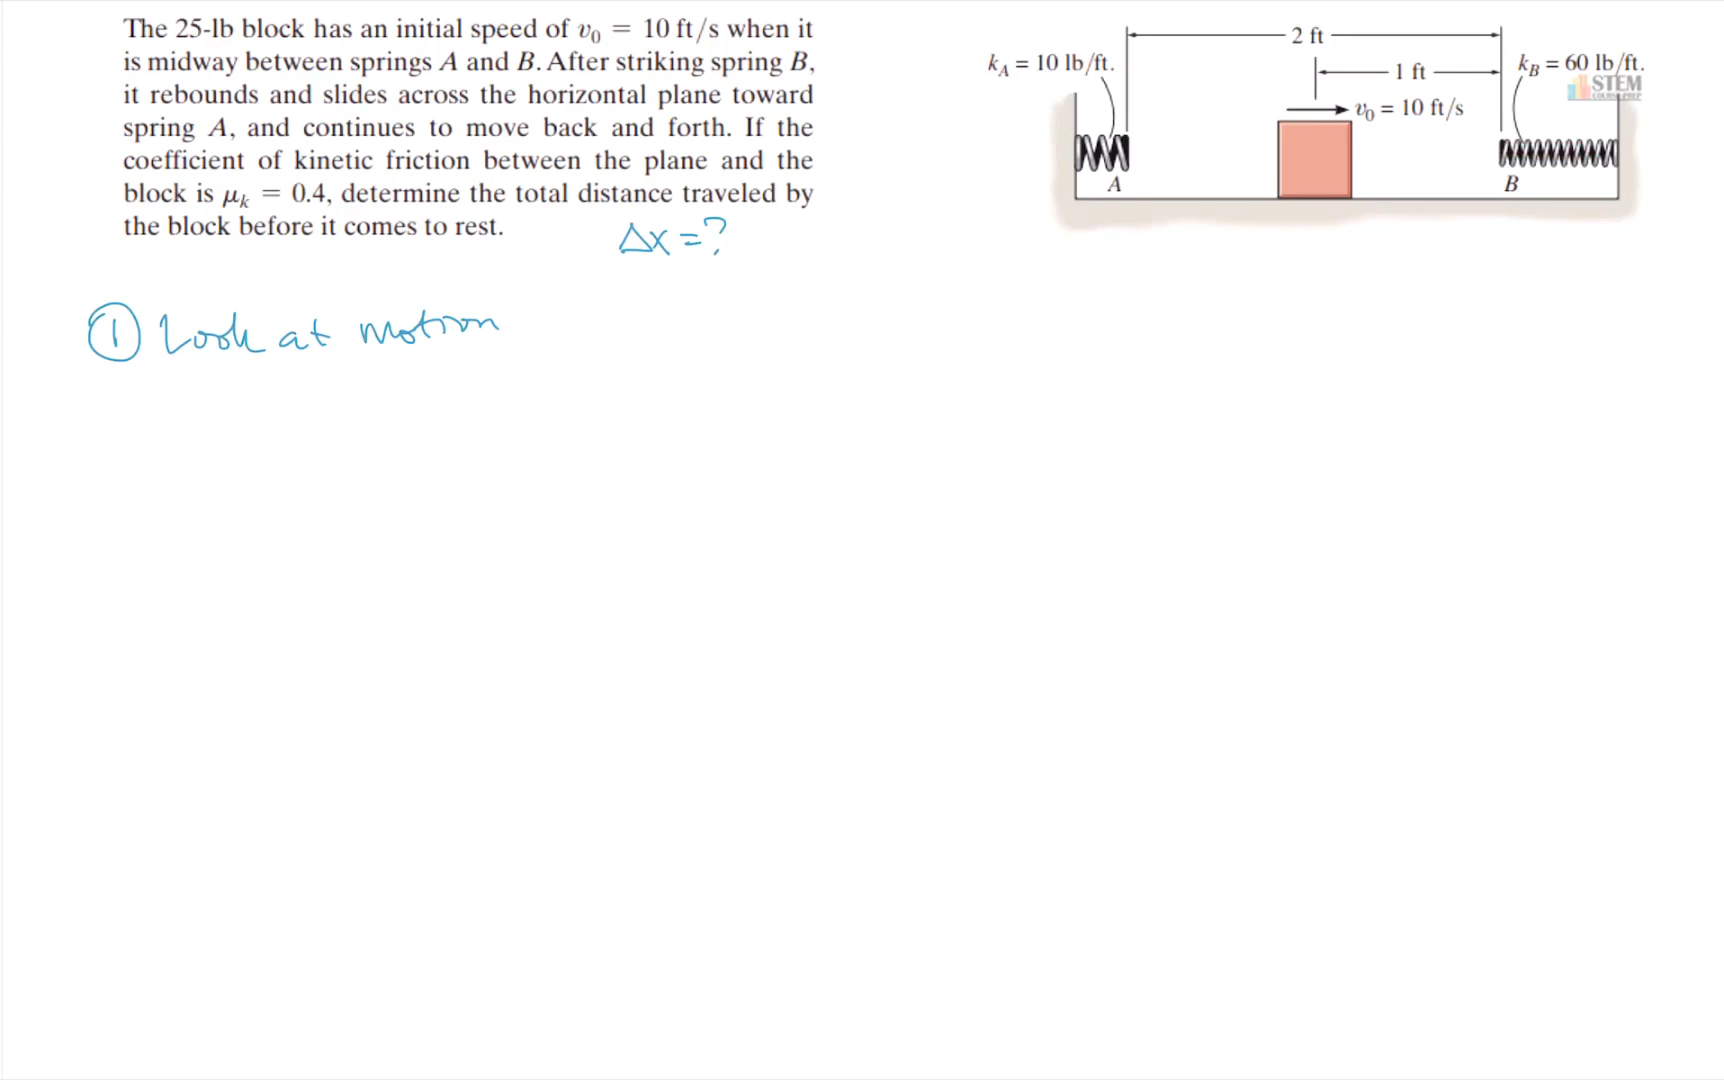 The 25-lb block has an initial speed of v₀ = 10 ft/s when it
is midway between springs A and B. After striking spring B,
it rebounds and slides across the horizontal plane toward
spring A, and continues to move back and forth. If the
coefficient of kinetic friction between the plane and the
block is μₖ = 0.4, determine the total distance traveled by
the block before it comes to rest.
Δx = ?
2 ft
k_A = 10 lb/ft.
1 ft
k_B = 60 lb/ft.
STEM
COURSE PREP
v₀ = 10 ft/s
A
B
① Look at motion